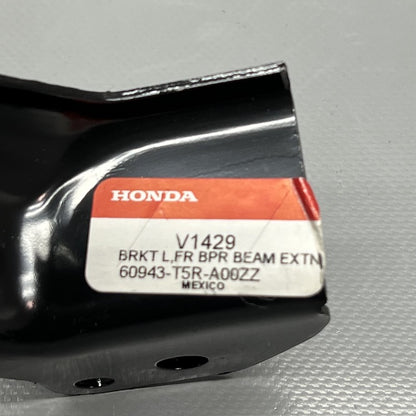 HONDA
V1429
BRKT L,FR BPR BEAM EXTN
60943-T5R-A00ZZ
MEXICO